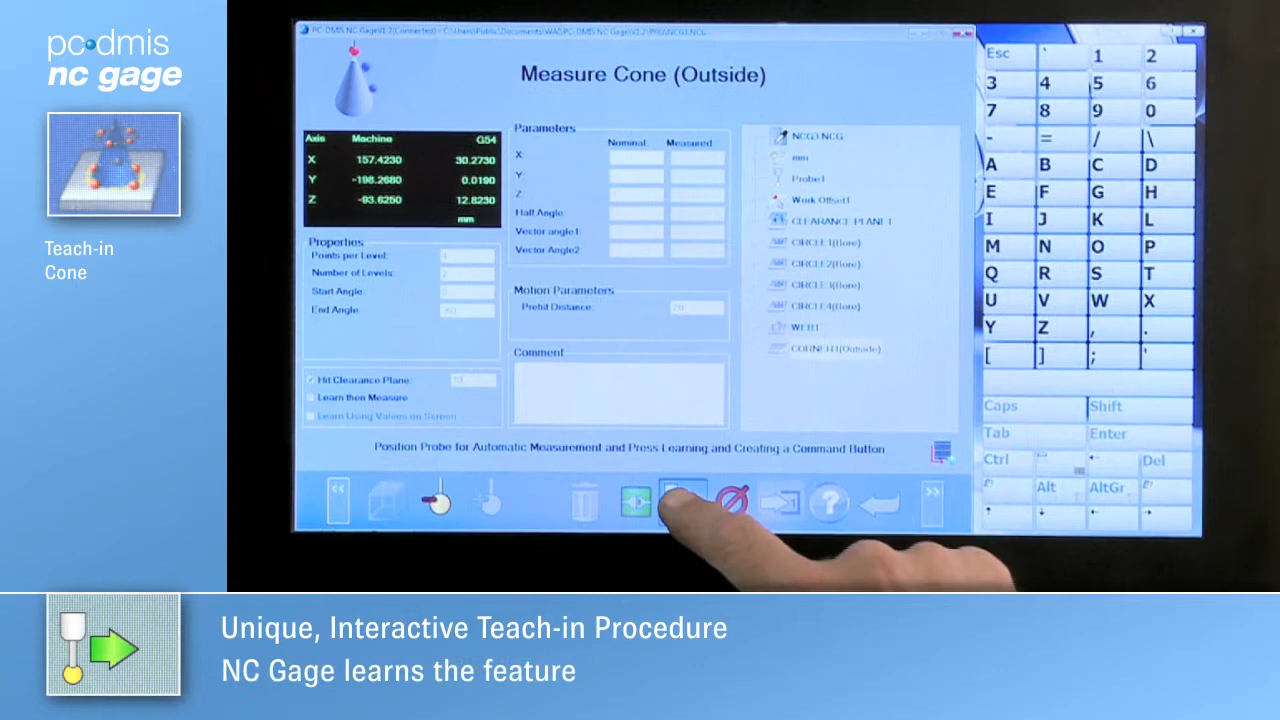 pc•dmis
nc gage
Teach-in
Cone
PC-DMIS NC Gage
Measure Cone (Outside)
Axis Machine G54
X 157.4230 30.2730
Y -198.2680 0.0190
Z -93.6250 12.8230
mm
Properties
Points per Level:
Number of Levels:
Start Angle:
End Angle: 360
Hit Clearance Plane:
Learn then Measure
Learn Using Values on Screen
Parameters
Nominal: Measured:
X:
Y:
Z:
Half Angle:
Vector angle1:
Vector Angle2
Motion Parameters
Prehit Distance:
Comment
NCG3.NCG
mm
Probe1
Work Offset1
CLEARANCE PLANE1
CIRCLE1(Bore)
CIRCLE2(Bore)
CIRCLE3(Bore)
CIRCLE4(Bore)
WEB1
CORNER1(Outside)
Position Probe for Automatic Measurement and Press Learning and Creating a Command Button
Esc ` 1 2
3 4 5 6
7 8 9 0
- = / \
A B C D
E F G H
I J K L
M N O P
Q R S T
U V W X
Y Z , .
[ ] ; '
Caps Shift
Tab Enter
Ctrl Del
Alt AltGr
Unique, Interactive Teach-in Procedure
NC Gage learns the feature